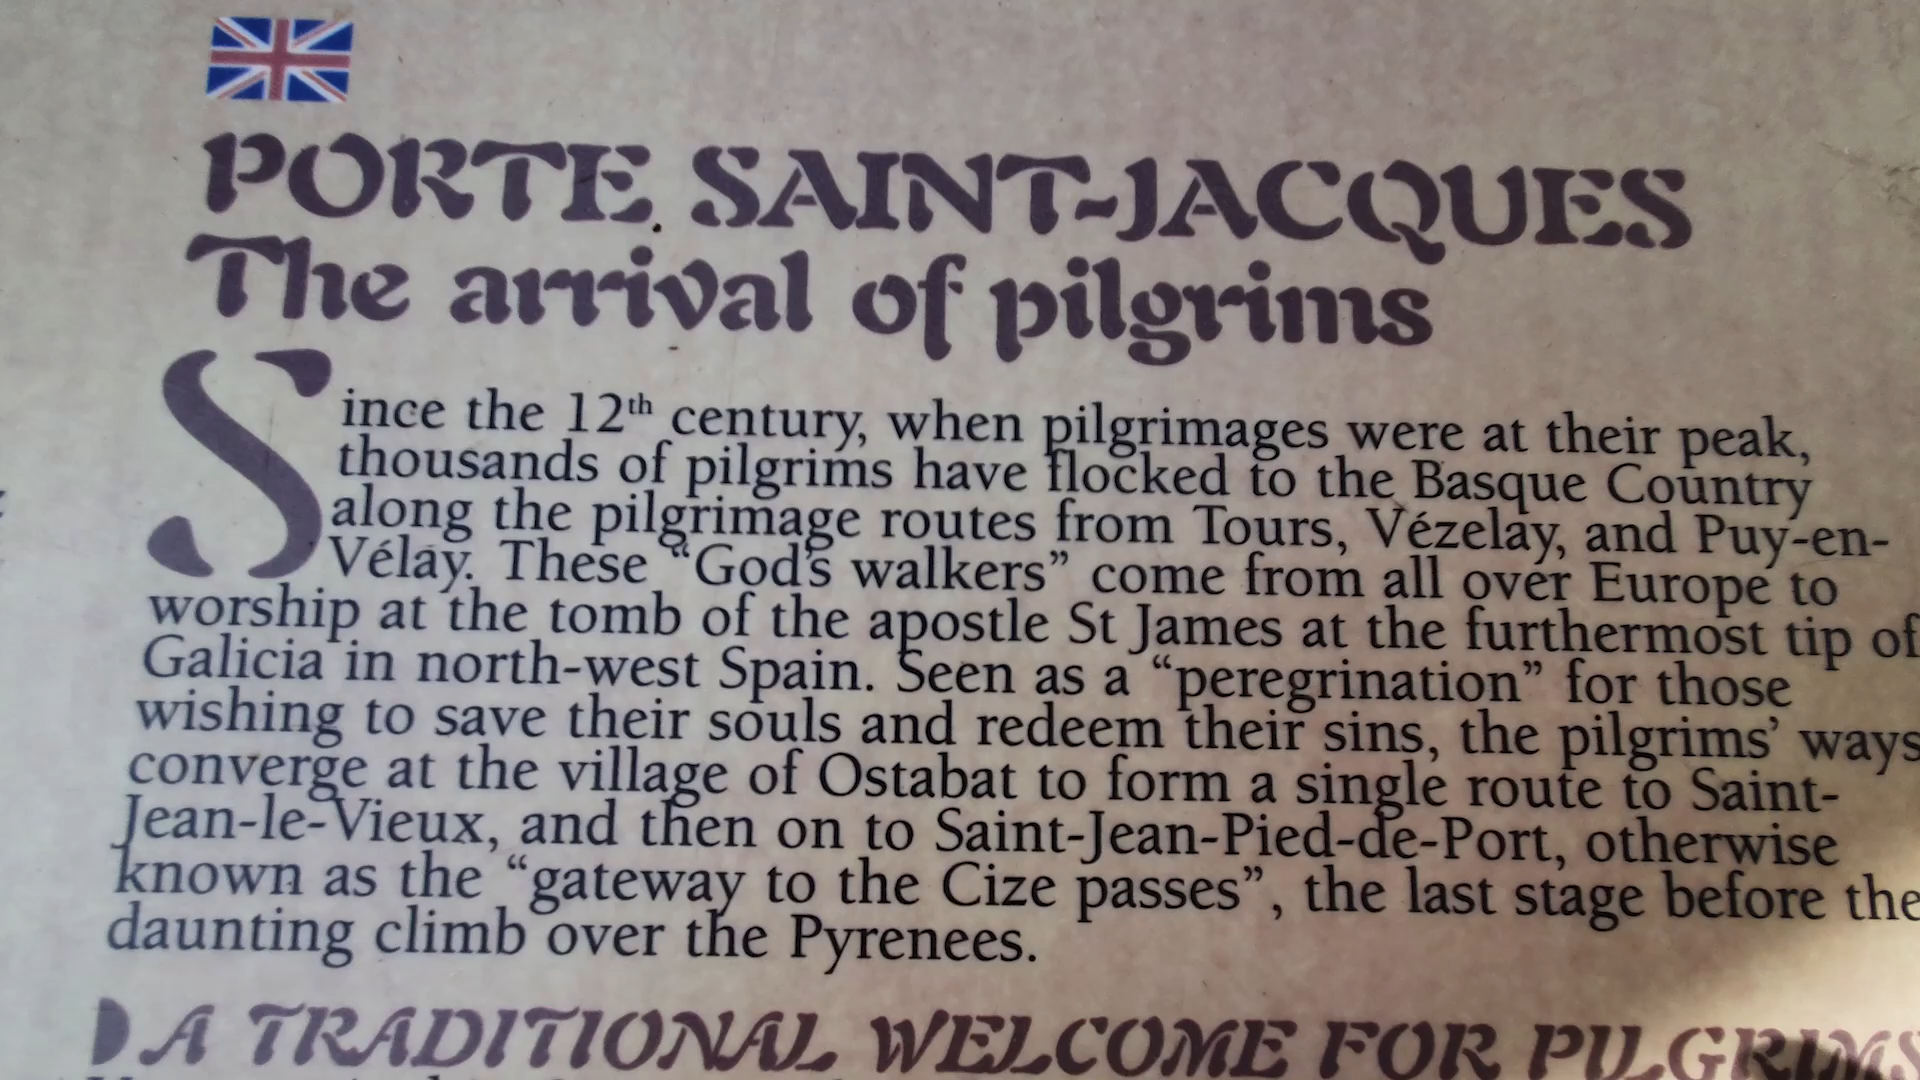 PORTE SAINT-JACQUES
The arrival of pilgrims
Since the 12th century, when pilgrimages were at their peak,
thousands of pilgrims have flocked to the Basque Country
along the pilgrimage routes from Tours, Vézelay, and Puy-en-
Vélay. These “God's walkers” come from all over Europe to
worship at the tomb of the apostle St James at the furthermost tip of
Galicia in north-west Spain. Seen as a “peregrination” for those
wishing to save their souls and redeem their sins, the pilgrims’ ways
converge at the village of Ostabat to form a single route to Saint-
Jean-le-Vieux, and then on to Saint-Jean-Pied-de-Port, otherwise
known as the “gateway to the Cize passes”, the last stage before the
daunting climb over the Pyrenees.
A TRADITIONAL WELCOME FOR PILGRIMS